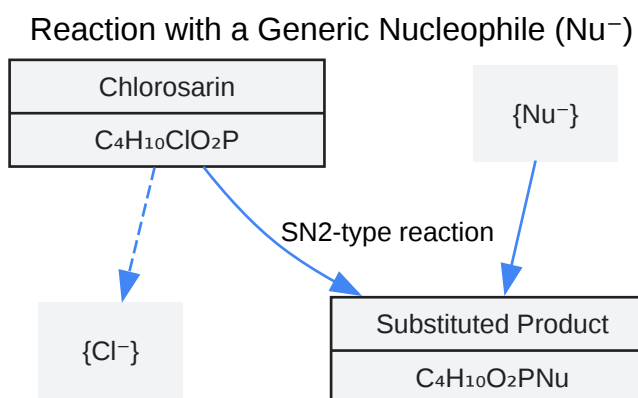 Reaction with a Generic Nucleophile (Nu⁻)
Chlorosarin
C₄H₁₀ClO₂P
{Nu⁻}
SN2-type reaction
{Cl⁻}
Substituted Product
C₄H₁₀O₂PNu